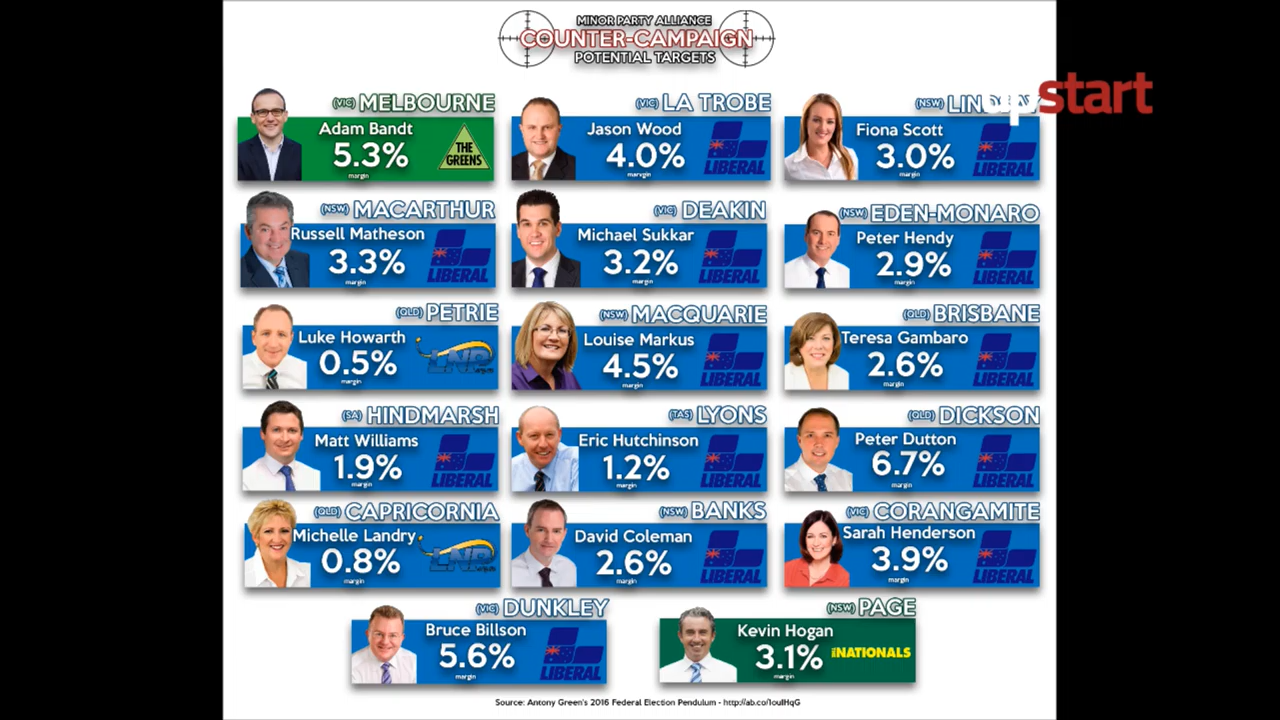 MINOR PARTY ALLIANCE
COUNTER-CAMPAIGN
POTENTIAL TARGETS
upstart
(VIC) MELBOURNE
Adam Bandt
5.3%
margin
THE
GREENS
(VIC) LA TROBE
Jason Wood
4.0%
marvgin
LIBERAL
(NSW) LINDSAY
Fiona Scott
3.0%
margin
LIBERAL
(NSW) MACARTHUR
Russell Matheson
3.3%
margin
LIBERAL
(VIC) DEAKIN
Michael Sukkar
3.2%
margin
LIBERAL
(NSW) EDEN-MONARO
Peter Hendy
2.9%
margin
LIBERAL
(QLD) PETRIE
Luke Howarth
0.5%
margin
LNP
(NSW) MACQUARIE
Louise Markus
4.5%
margin
LIBERAL
(QLD) BRISBANE
Teresa Gambaro
2.6%
margin
LIBERAL
(SA) HINDMARSH
Matt Williams
1.9%
margin
LIBERAL
(TAS) LYONS
Eric Hutchinson
1.2%
margin
LIBERAL
(QLD) DICKSON
Peter Dutton
6.7%
margin
LIBERAL
(QLD) CAPRICORNIA
Michelle Landry
0.8%
margin
LNP
(NSW) BANKS
David Coleman
2.6%
margin
LIBERAL
(VIC) CORANGAMITE
Sarah Henderson
3.9%
margin
LIBERAL
(VIC) DUNKLEY
Bruce Billson
5.6%
margin
LIBERAL
(NSW) PAGE
Kevin Hogan
3.1%
margin
THE NATIONALS
Source: Antony Green's 2016 Federal Election Pendulum - http://ab.co/1ouIHqG